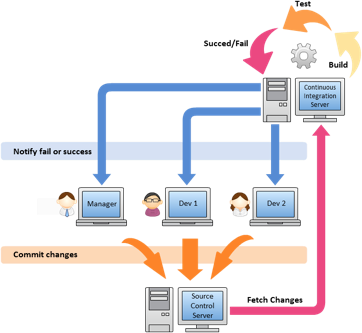 Test
Succed/Fail
Build
Continuous
Integration
Server
Notify fail or success
Manager
Dev 1
Dev 2
Commit changes
Source
Control
Server
Fetch Changes